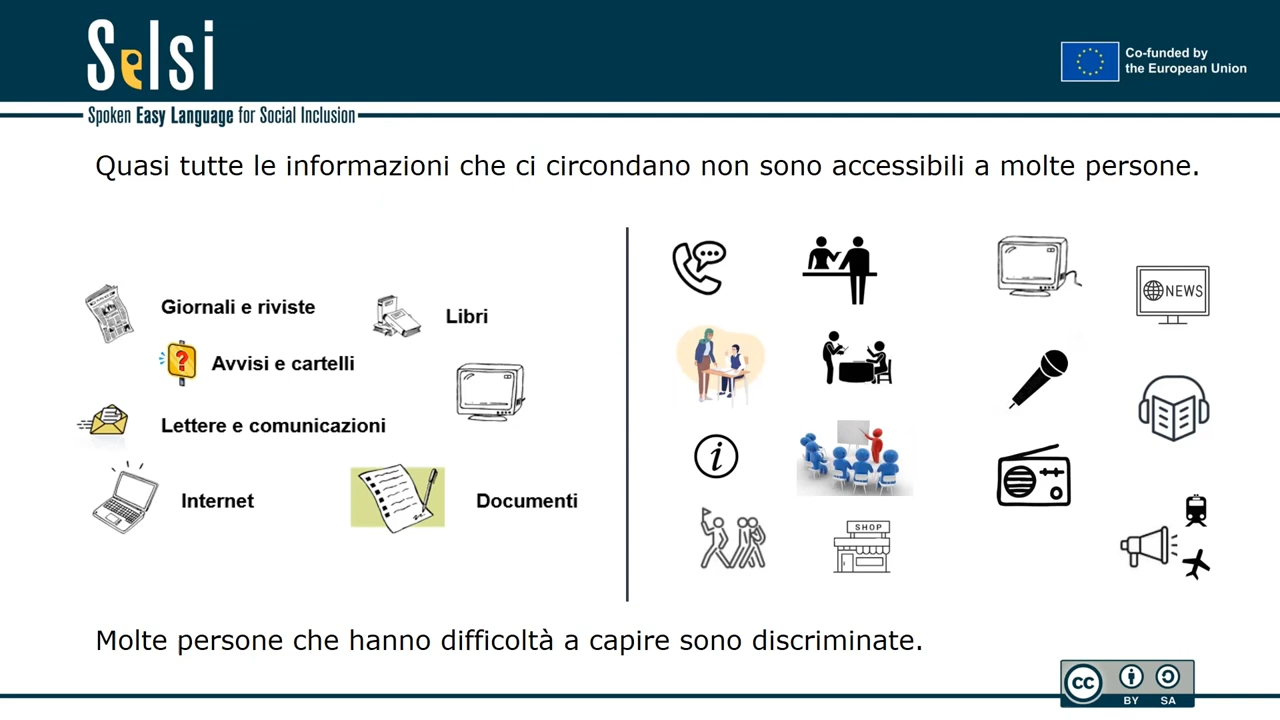 Selsi
Spoken Easy Language for Social Inclusion
Co-funded by
the European Union
Quasi tutte le informazioni che ci circondano non sono accessibili a molte persone.
Giornali e riviste
Libri
?
Avvisi e cartelli
Lettere e comunicazioni
Internet
Documenti
NEWS
i
SHOP
Molte persone che hanno difficoltà a capire sono discriminate.
cc
BY SA